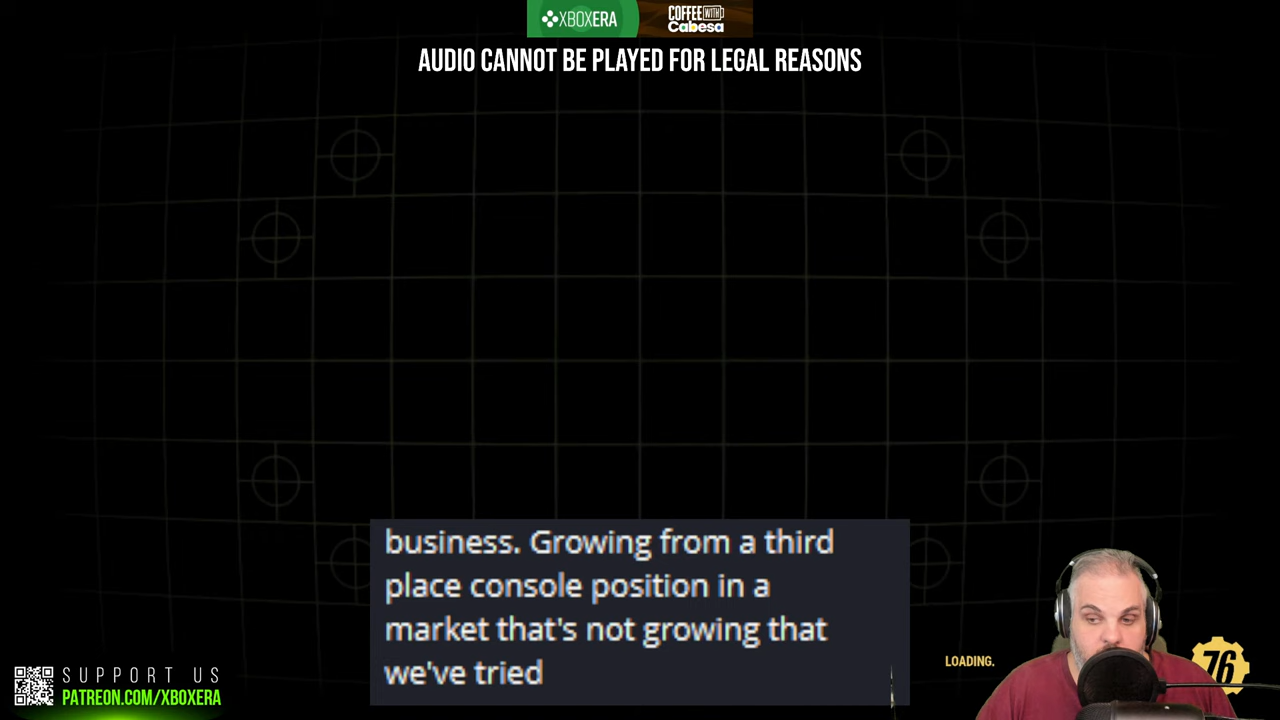 XBOXERA
COFFEE WITH
Cabesa
AUDIO CANNOT BE PLAYED FOR LEGAL REASONS
business. Growing from a third
place console position in a
market that's not growing that
we've tried
LOADING.
76
SUPPORT US
PATREON.COM/XBOXERA